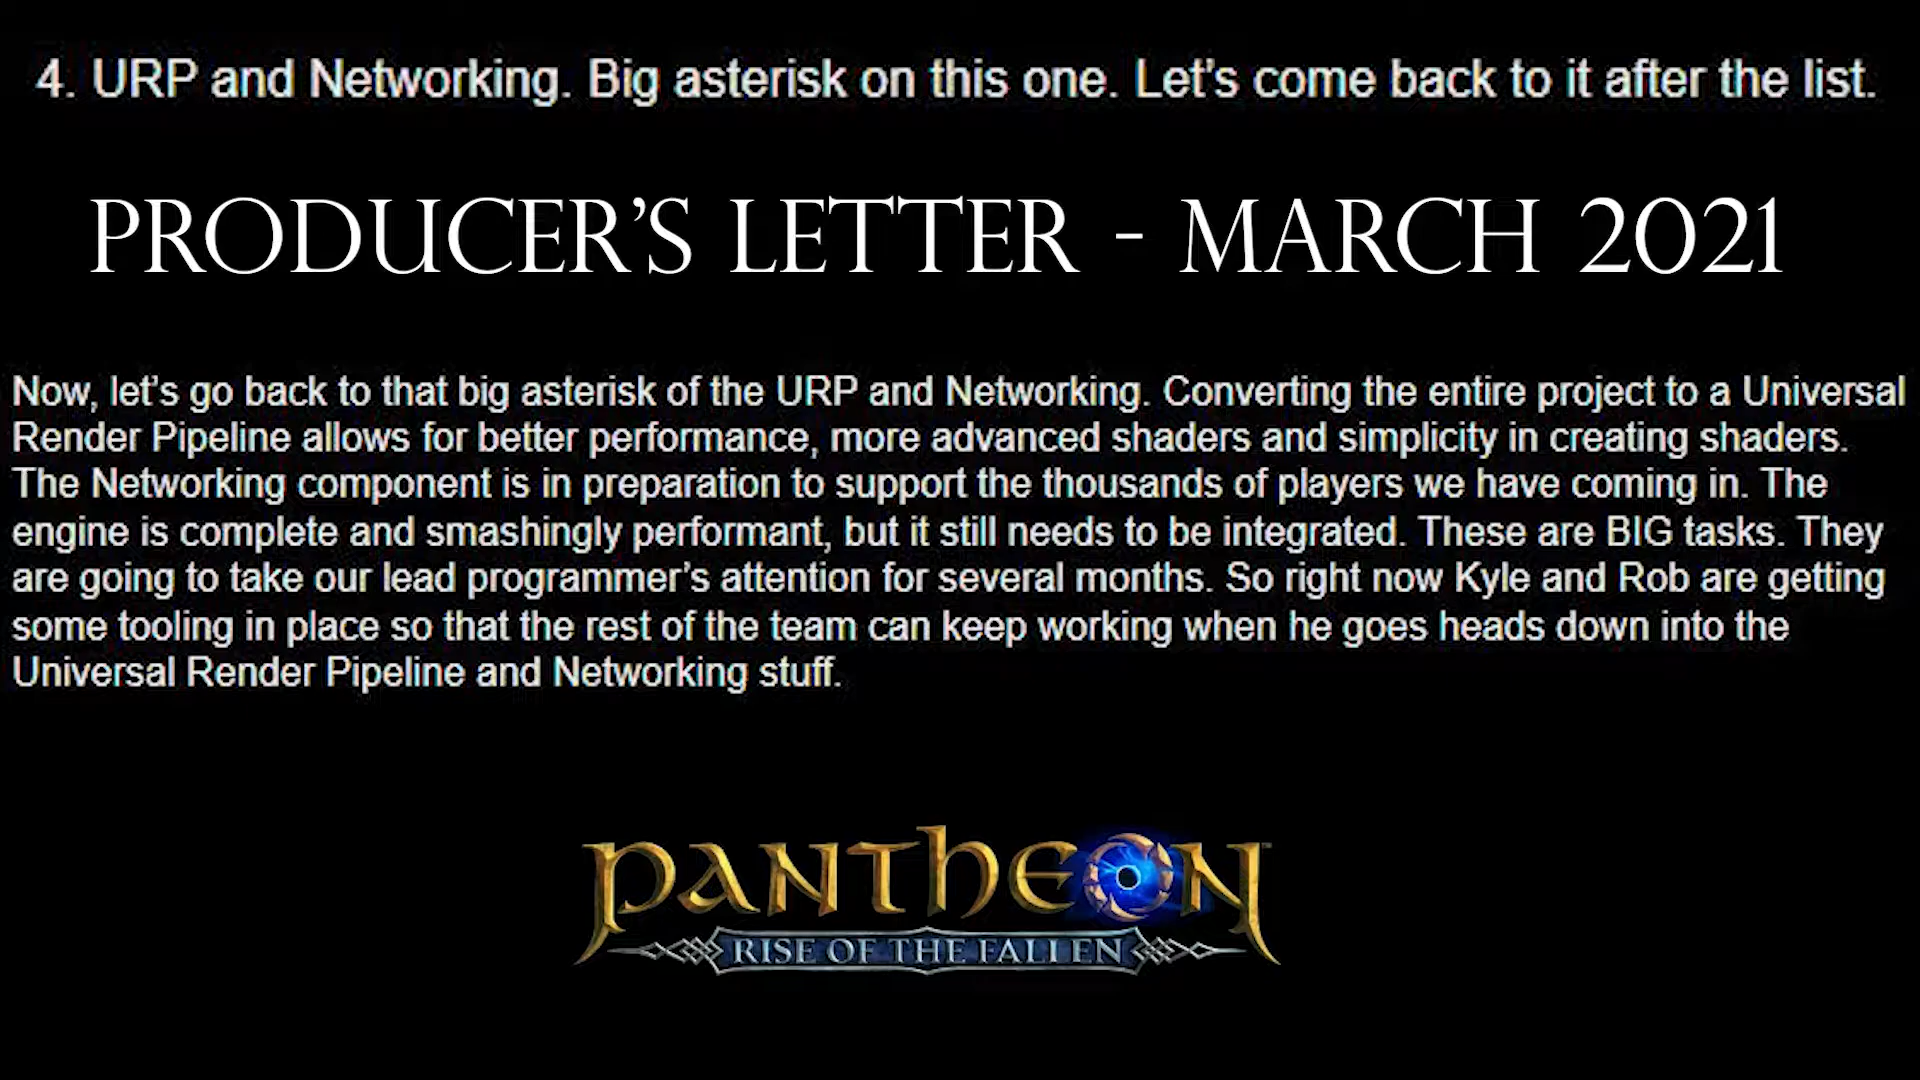 4. URP and Networking. Big asterisk on this one. Let's come back to it after the list.
PRODUCER'S LETTER - MARCH 2021
Now, let's go back to that big asterisk of the URP and Networking. Converting the entire project to a Universal
Render Pipeline allows for better performance, more advanced shaders and simplicity in creating shaders.
The Networking component is in preparation to support the thousands of players we have coming in. The
engine is complete and smashingly performant, but it still needs to be integrated. These are BIG tasks. They
are going to take our lead programmer's attention for several months. So right now Kyle and Rob are getting
some tooling in place so that the rest of the team can keep working when he goes heads down into the
Universal Render Pipeline and Networking stuff.
PANTHEON
RISE OF THE FALLEN